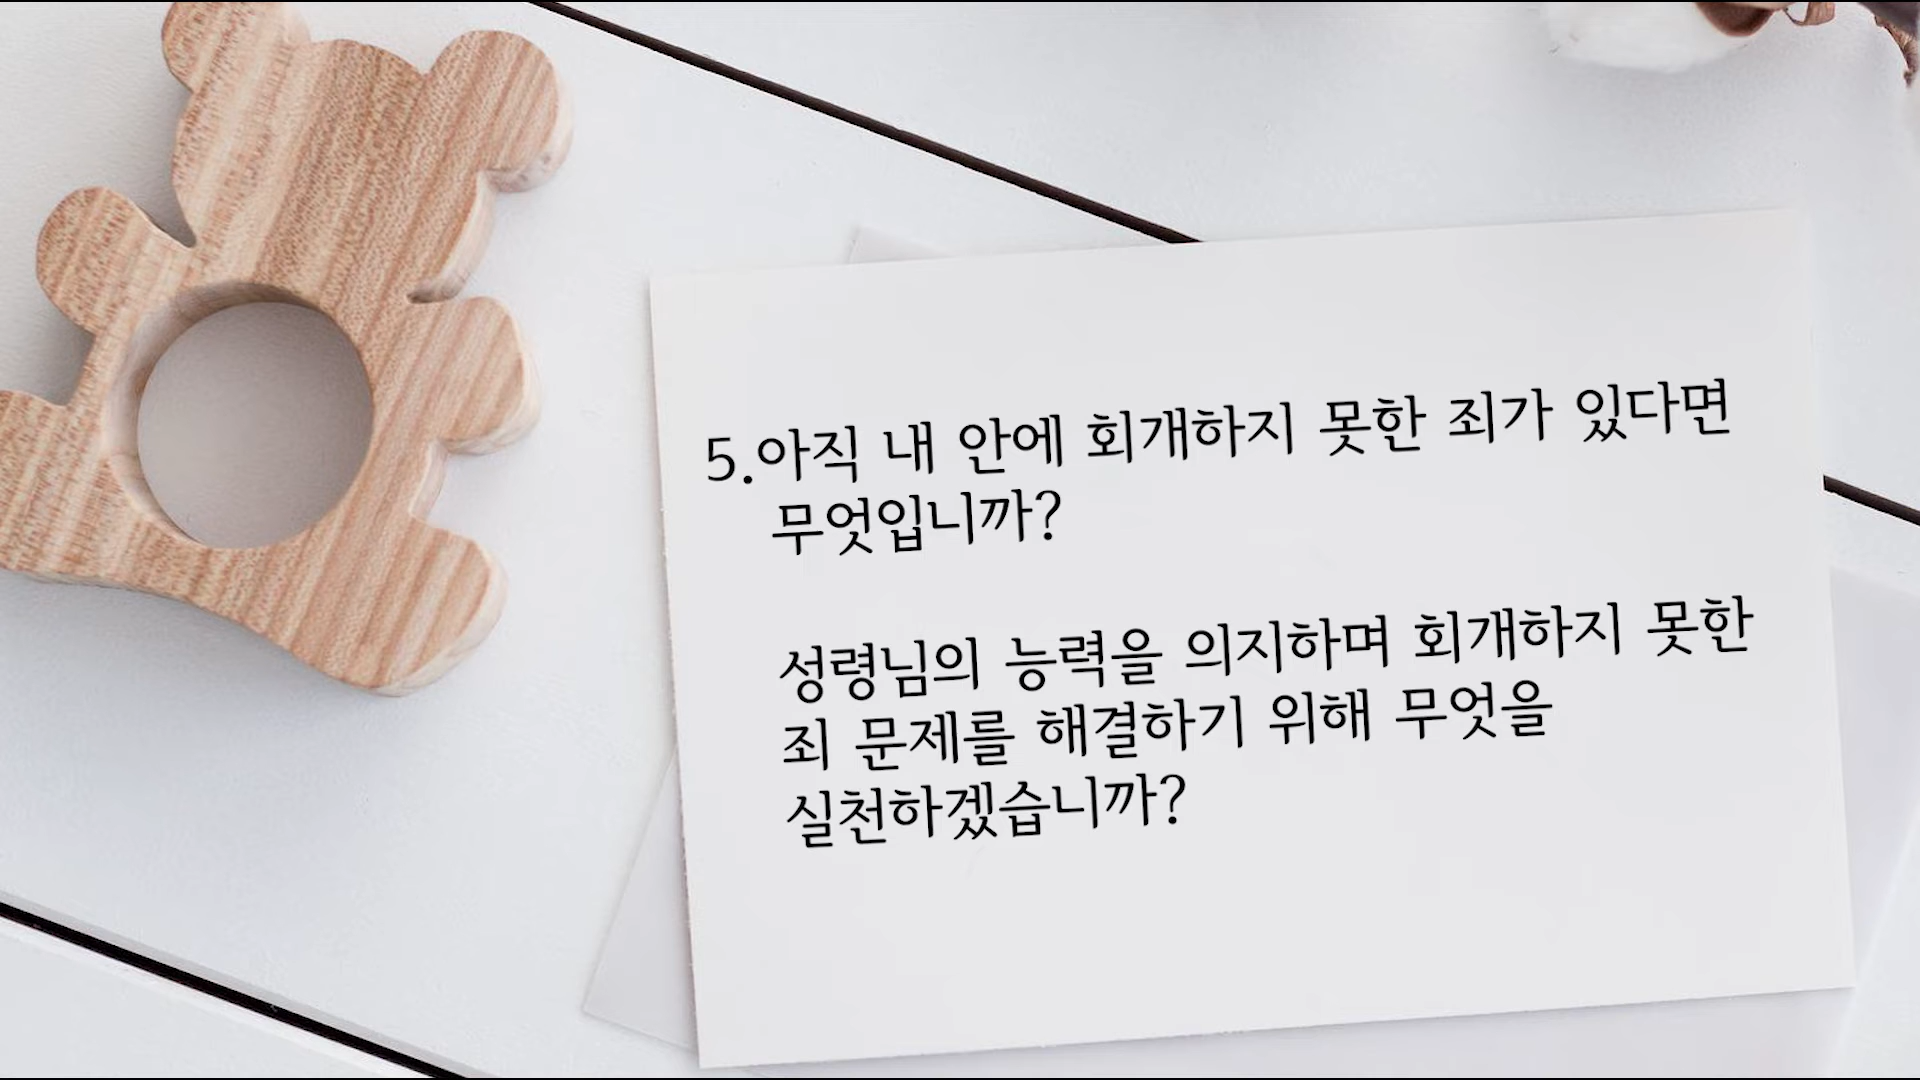 5.아직 내 안에 회개하지 못한 죄가 있다면
무엇입니까?
성령님의 능력을 의지하며 회개하지 못한
죄 문제를 해결하기 위해 무엇을
실천하겠습니까?